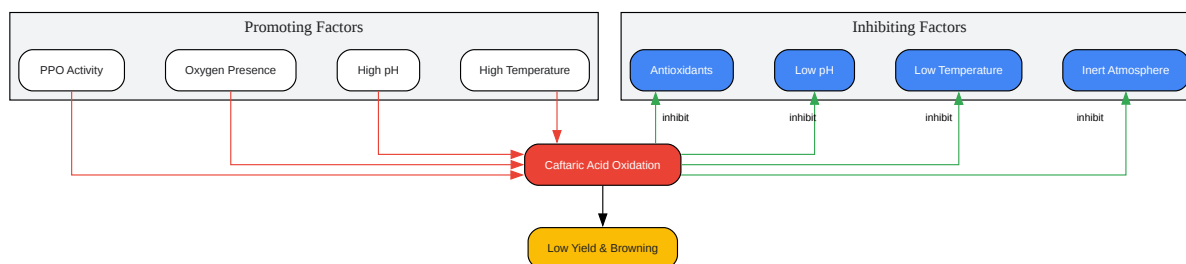 Promoting Factors
Inhibiting Factors
PPO Activity
Oxygen Presence
High pH
High Temperature
Antioxidants
Low pH
Low Temperature
Inert Atmosphere
inhibit
inhibit
inhibit
inhibit
Caftaric Acid Oxidation
Low Yield & Browning